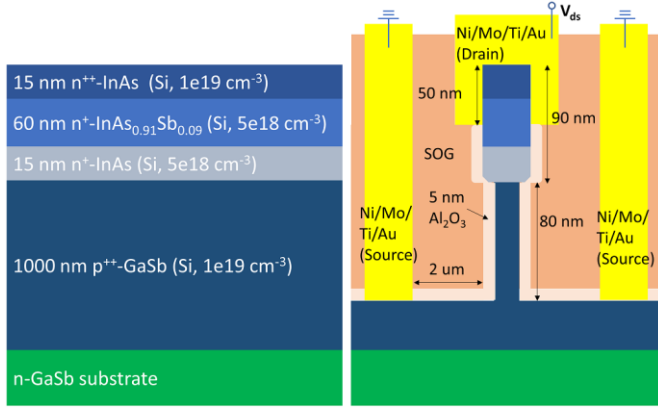 15 nm n⁺⁺-InAs (Si, 1e19 cm⁻³)
60 nm n⁺-InAs₀.₉₁Sb₀.₀₉ (Si, 5e18 cm⁻³)
15 nm n⁺-InAs (Si, 5e18 cm⁻³)
1000 nm p⁺⁺-GaSb (Si, 1e19 cm⁻³)
n-GaSb substrate
V_ds
Ni/Mo/Ti/Au
(Drain)
50 nm
90 nm
SOG
5 nm
Al₂O₃
80 nm
Ni/Mo/
Ti/Au
(Source)
2 um
Ni/Mo/
Ti/Au
(Source)